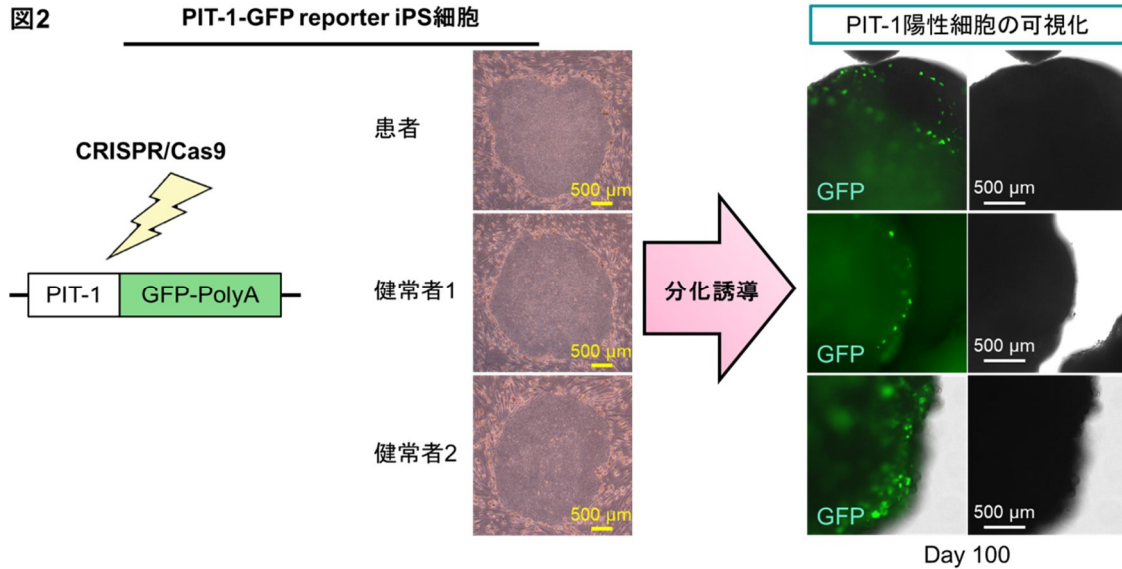 図2
PIT-1-GFP reporter iPS細胞
CRISPR/Cas9
PIT-1
GFP-PolyA
患者
500 µm
健常者1
500 µm
健常者2
500 µm
分化誘導
PIT-1陽性細胞の可視化
GFP
500 µm
GFP
500 µm
GFP
500 µm
Day 100